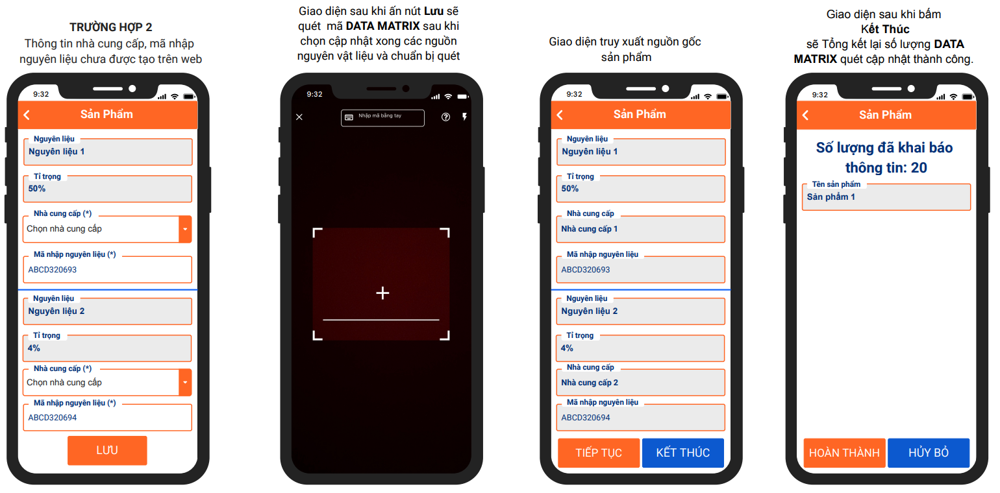 TRƯỜNG HỢP 2
Thông tin nhà cung cấp, mã nhập
nguyên liệu chưa được tạo trên web
9:32
Sản Phẩm
Nguyên liệu
Nguyên liệu 1
Tỉ trọng
50%
Nhà cung cấp (*)
Chọn nhà cung cấp
Mã nhập nguyên liệu (*)
ABCD320693
Nguyên liệu
Nguyên liệu 2
Tỉ trọng
4%
Nhà cung cấp (*)
Chọn nhà cung cấp
Mã nhập nguyên liệu (*)
ABCD320694
LƯU
Giao diện sau khi ấn nút Lưu sẽ
quét mã DATA MATRIX sau khi
chọn cập nhật xong các nguồn
nguyên vật liệu và chuẩn bị quét
9:32
Nhập mã bằng tay
Giao diện truy xuất nguồn gốc
sản phẩm
9:32
Sản Phẩm
Nguyên liệu
Nguyên liệu 1
Tỉ trọng
50%
Nhà cung cấp
Nhà cung cấp 1
Mã nhập nguyên liệu
ABCD320693
Nguyên liệu
Nguyên liệu 2
Tỉ trọng
4%
Nhà cung cấp
Nhà cung cấp 2
Mã nhập nguyên liệu
ABCD320694
TIẾP TỤC
KẾT THÚC
Giao diện sau khi bấm
Kết Thúc
sẽ Tổng kết lại số lượng DATA
MATRIX quét cập nhật thành công.
9:32
Sản Phẩm
Số lượng đã khai báo
thông tin: 20
Tên sản phẩm
Sản phẩm 1
HOÀN THÀNH
HỦY BỎ